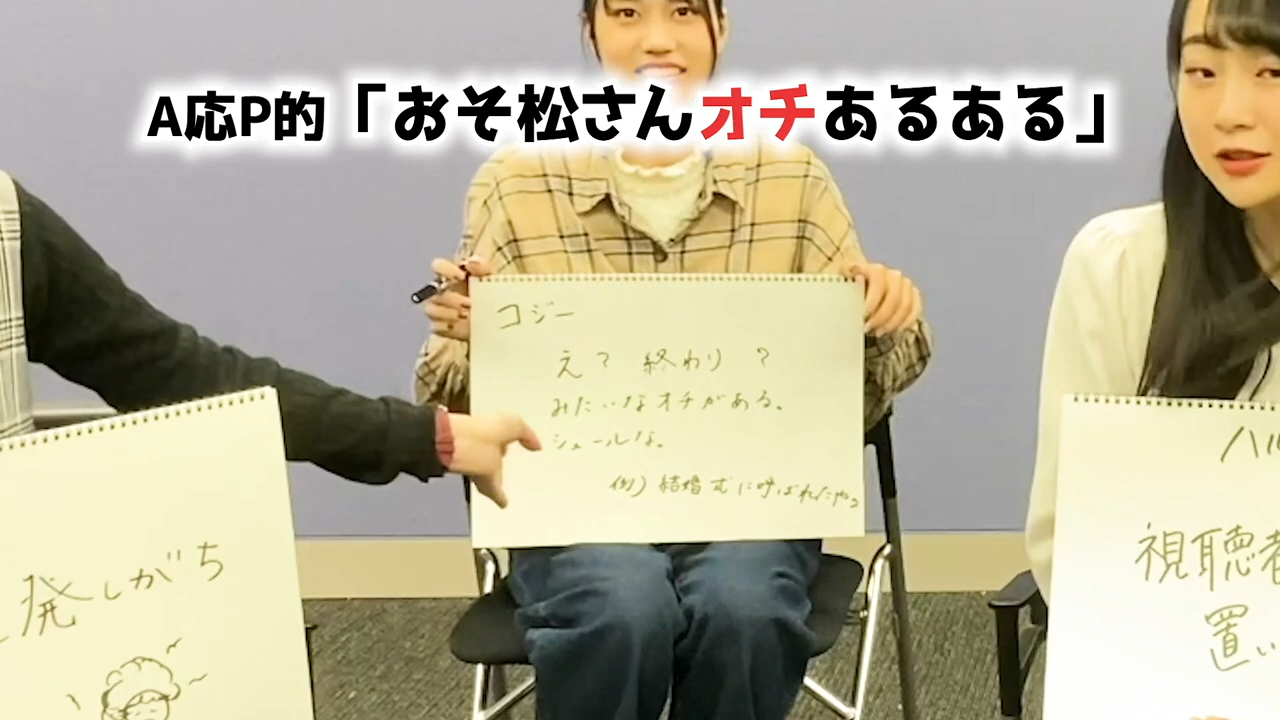 A応P的「おそ松さんオチあるある」
コジー
え? 終わり?
みたいなオチがある。
シュールな。
例) 結婚式に呼ばれたやつ
発しがち
ハル
視聴者
置い